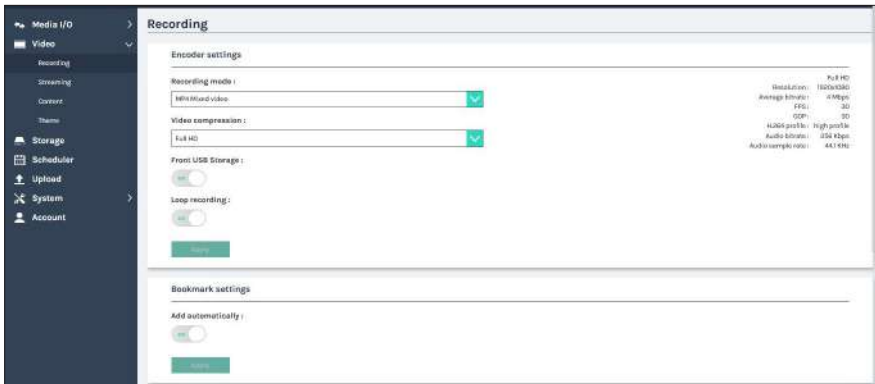 Media I/O
Video
Recording
Streaming
Content
Theme
Storage
Scheduler
Upload
System
Account
Recording
Encoder settings
Recording mode :
MP4 Mixed video
Video compression :
Full HD
Front USB Storage :
Loop recording :
Apply
Full HD
Resolution : 1920x1080
Average bitrate : 4 Mbps
FPS : 30
GOP : 30
H.264 profile : high profile
Audio bitrate : 256 Kbps
Audio sample rate : 44.1 KHz
Bookmark settings
Add automatically :
Apply